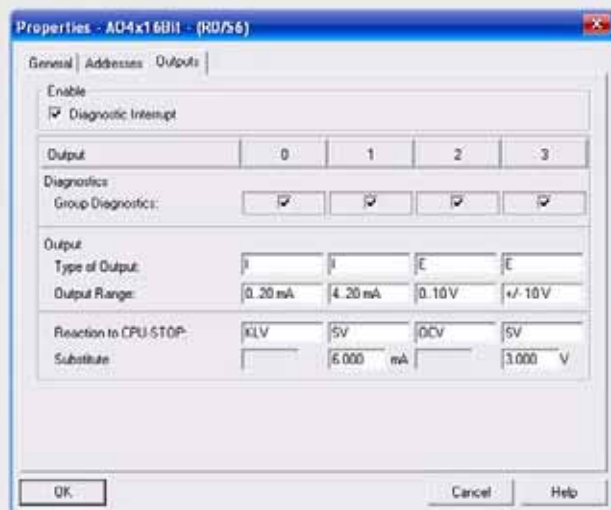 Properties - AO4x16Bit - (R0/S6)
General Addresses Outputs
Enable
Diagnostic Interrupt
Output 0 1 2 3
Diagnostics
Group Diagnostics:
Output
Type of Output: I I E E
Output Range: 0..20 mA 4..20 mA 0..10 V +/- 10 V
Reaction to CPU-STOP: KLV SV OCV SV
Substitute 6.000 mA 3.000 V
OK Cancel Help